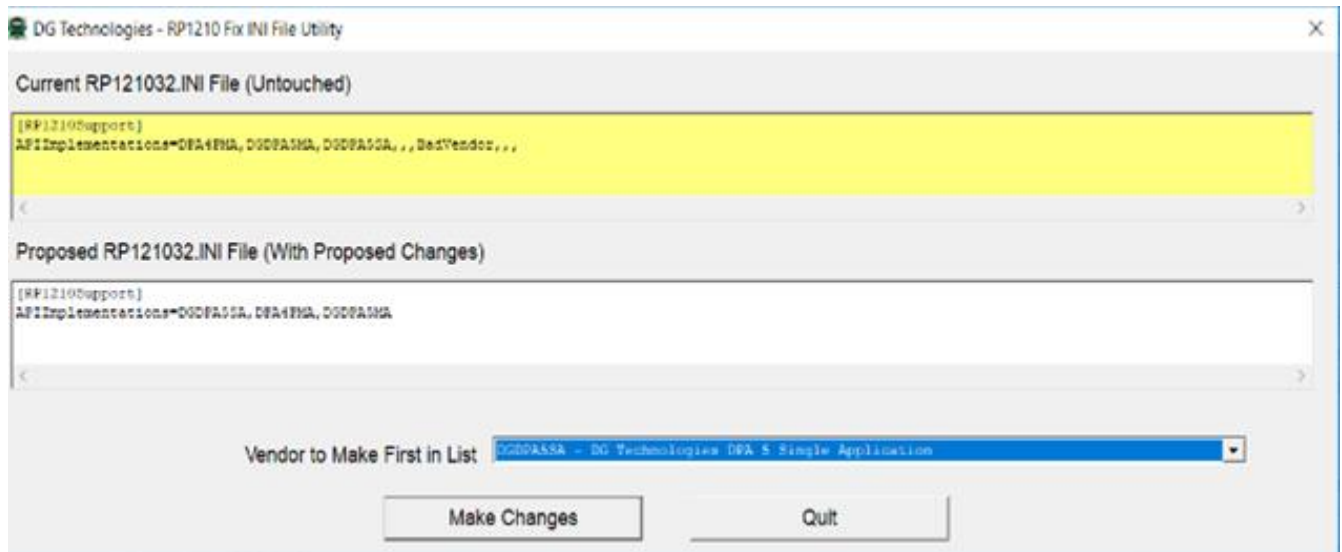 DG Technologies - RP1210 Fix INI File Utility
Current RP121032.INI File (Untouched)
[RP1210Support]
APIImplementations=DPA4PMA,DGDPA5MA,DGDPA5SA,,,BadVendor,,,
Proposed RP121032.INI File (With Proposed Changes)
[RP1210Support]
APIImplementations=DGDPA5SA,DPA4PMA,DGDPA5MA
Vendor to Make First in List
DGDPA5SA - DG Technologies DPA 5 Single Application
Make Changes
Quit